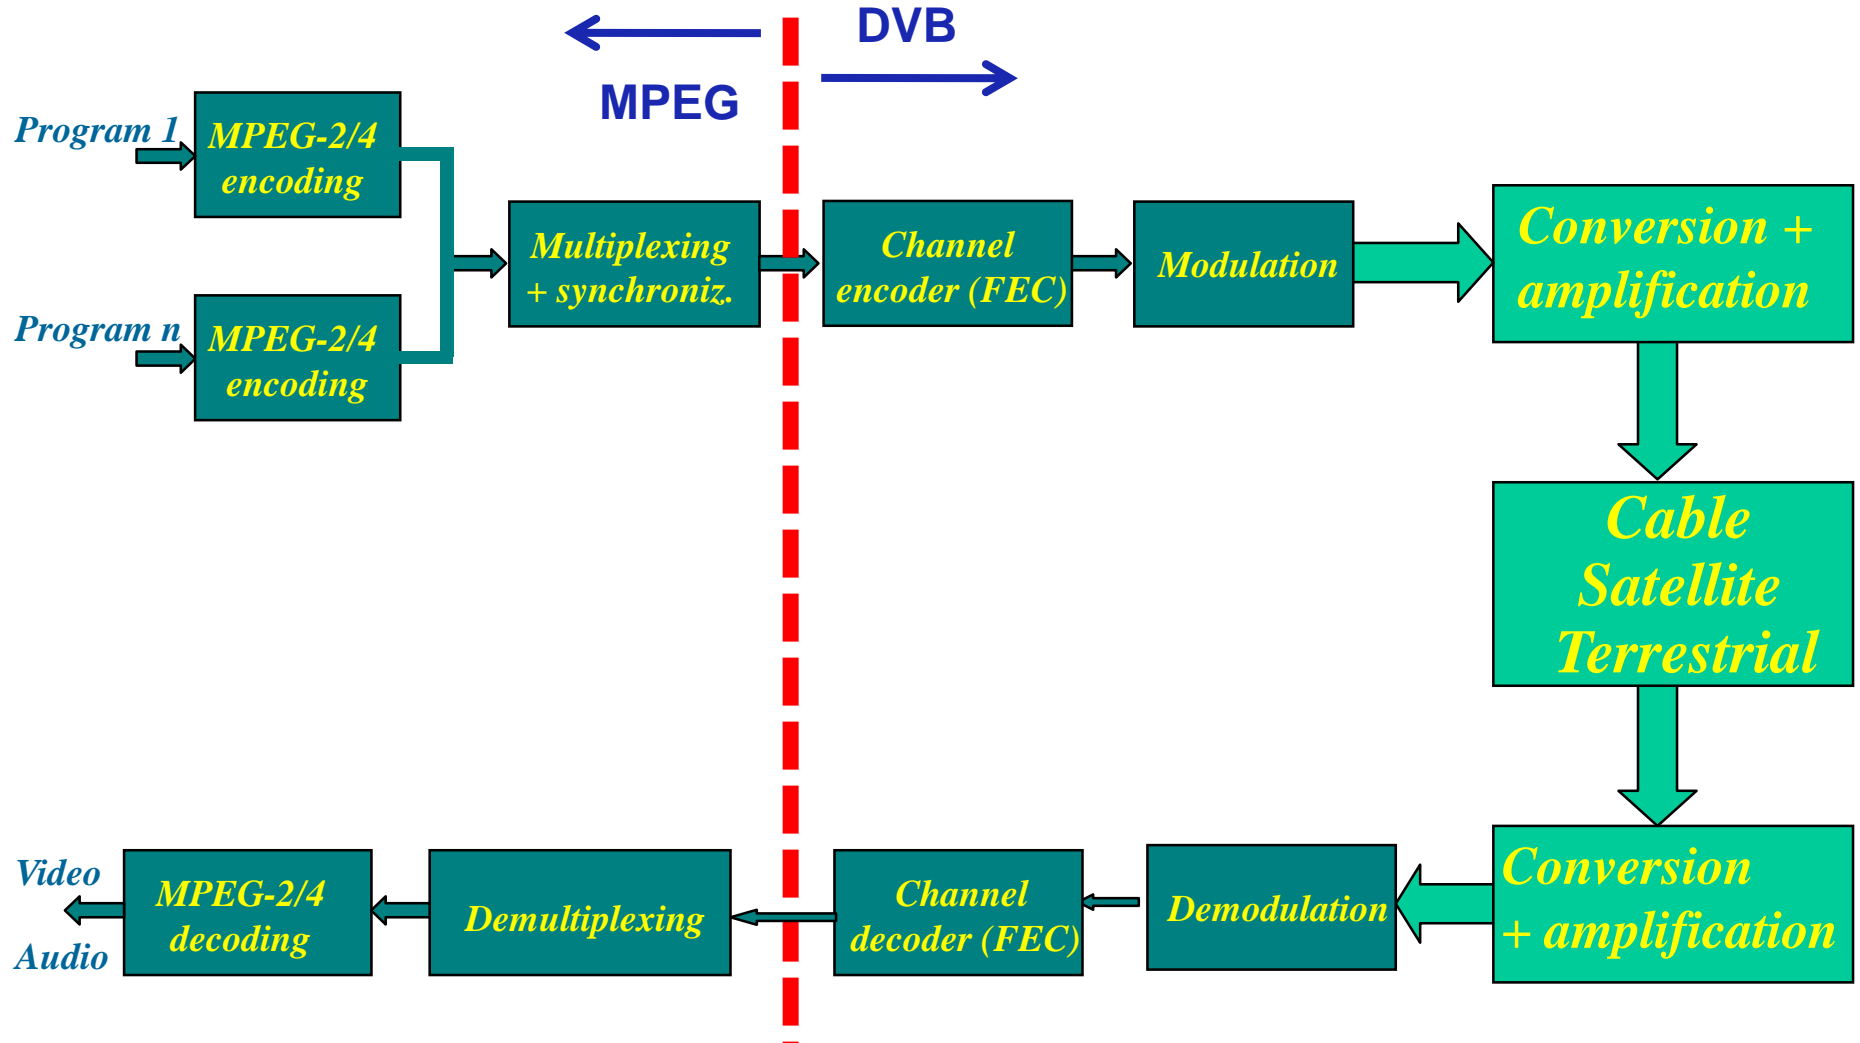 DVB
MPEG
Program 1
MPEG-2/4
encoding
Program n
MPEG-2/4
encoding
Multiplexing
+ synchroniz.
Channel
encoder (FEC)
Modulation
Conversion +
amplification
Cable
Satellite
Terrestrial
Conversion
+ amplification
Demodulation
Channel
decoder (FEC)
Demultiplexing
MPEG-2/4
decoding
Video
Audio